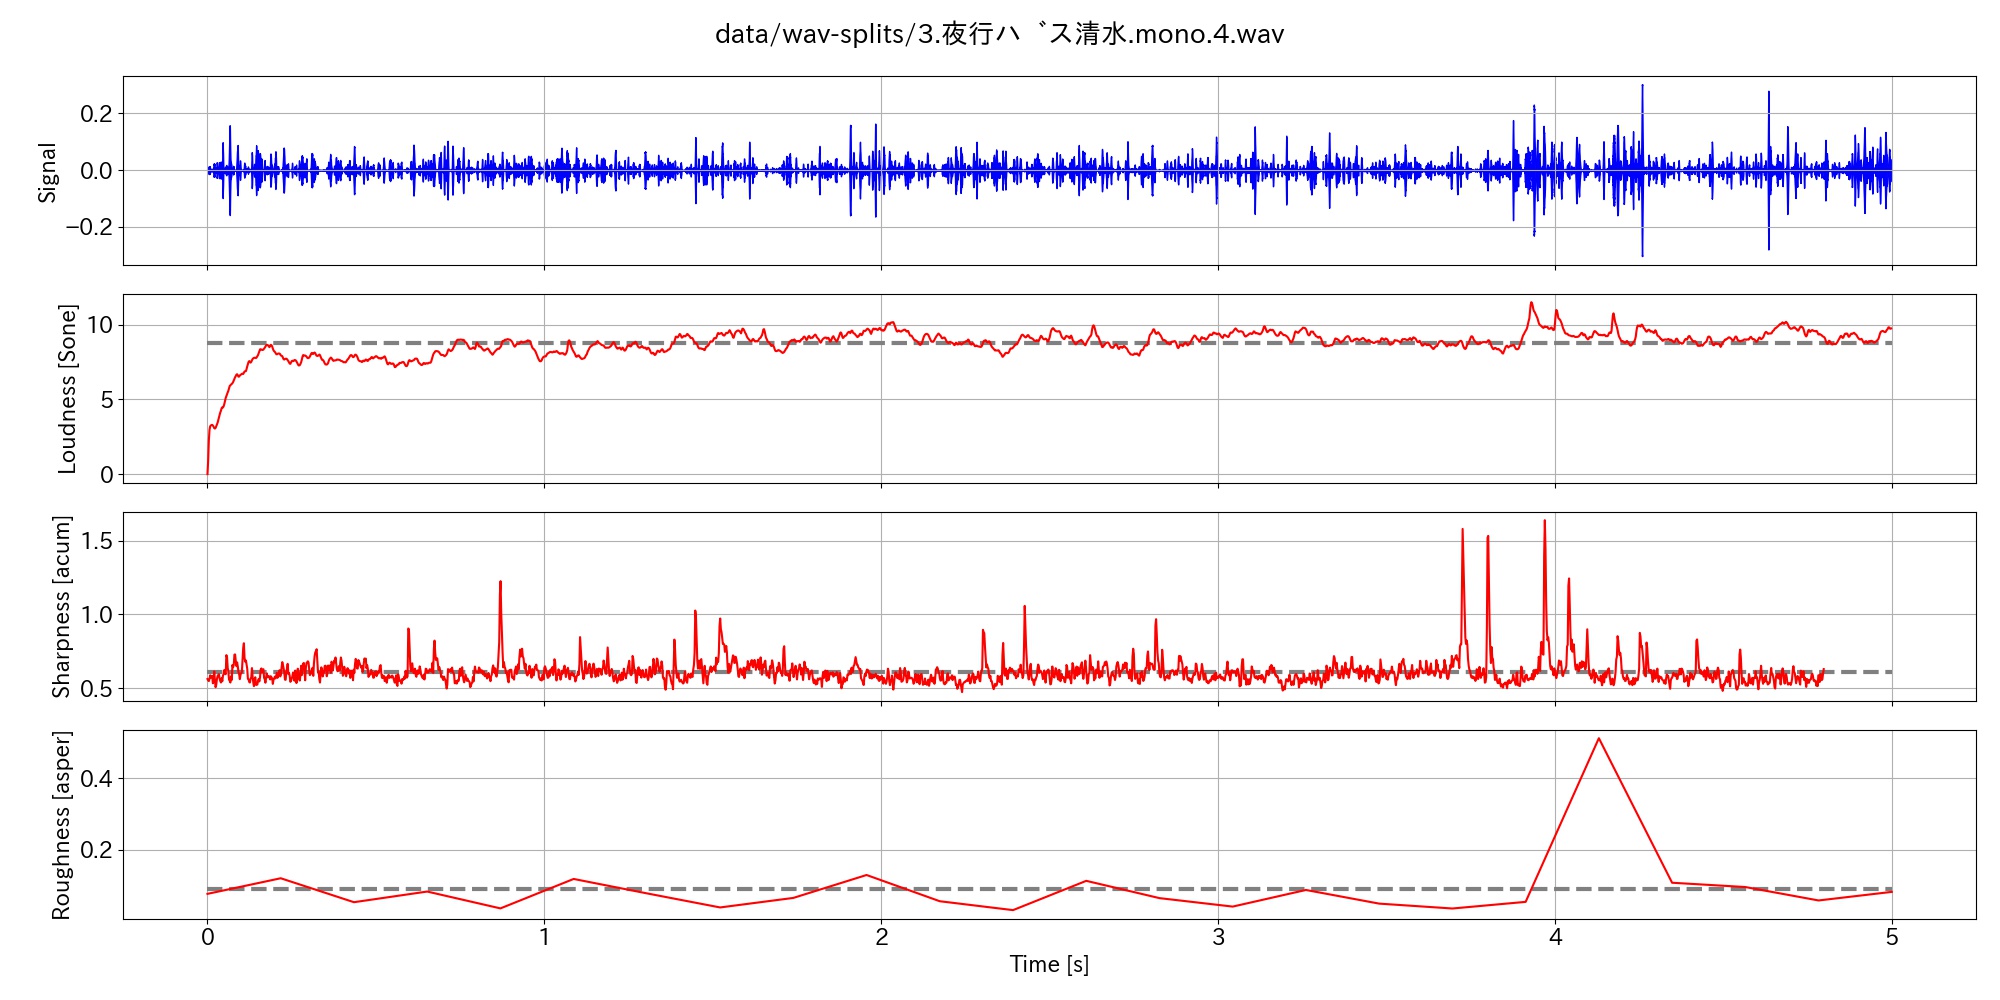 data/wav-splits/3.夜行バス清水.mono.4.wav
Signal
0.2
0.0
−0.2
Loudness [Sone]
10
5
0
Sharpness [acum]
1.5
1.0
0.5
Roughness [asper]
0.4
0.2
0 1 2 3 4 5
Time [s]